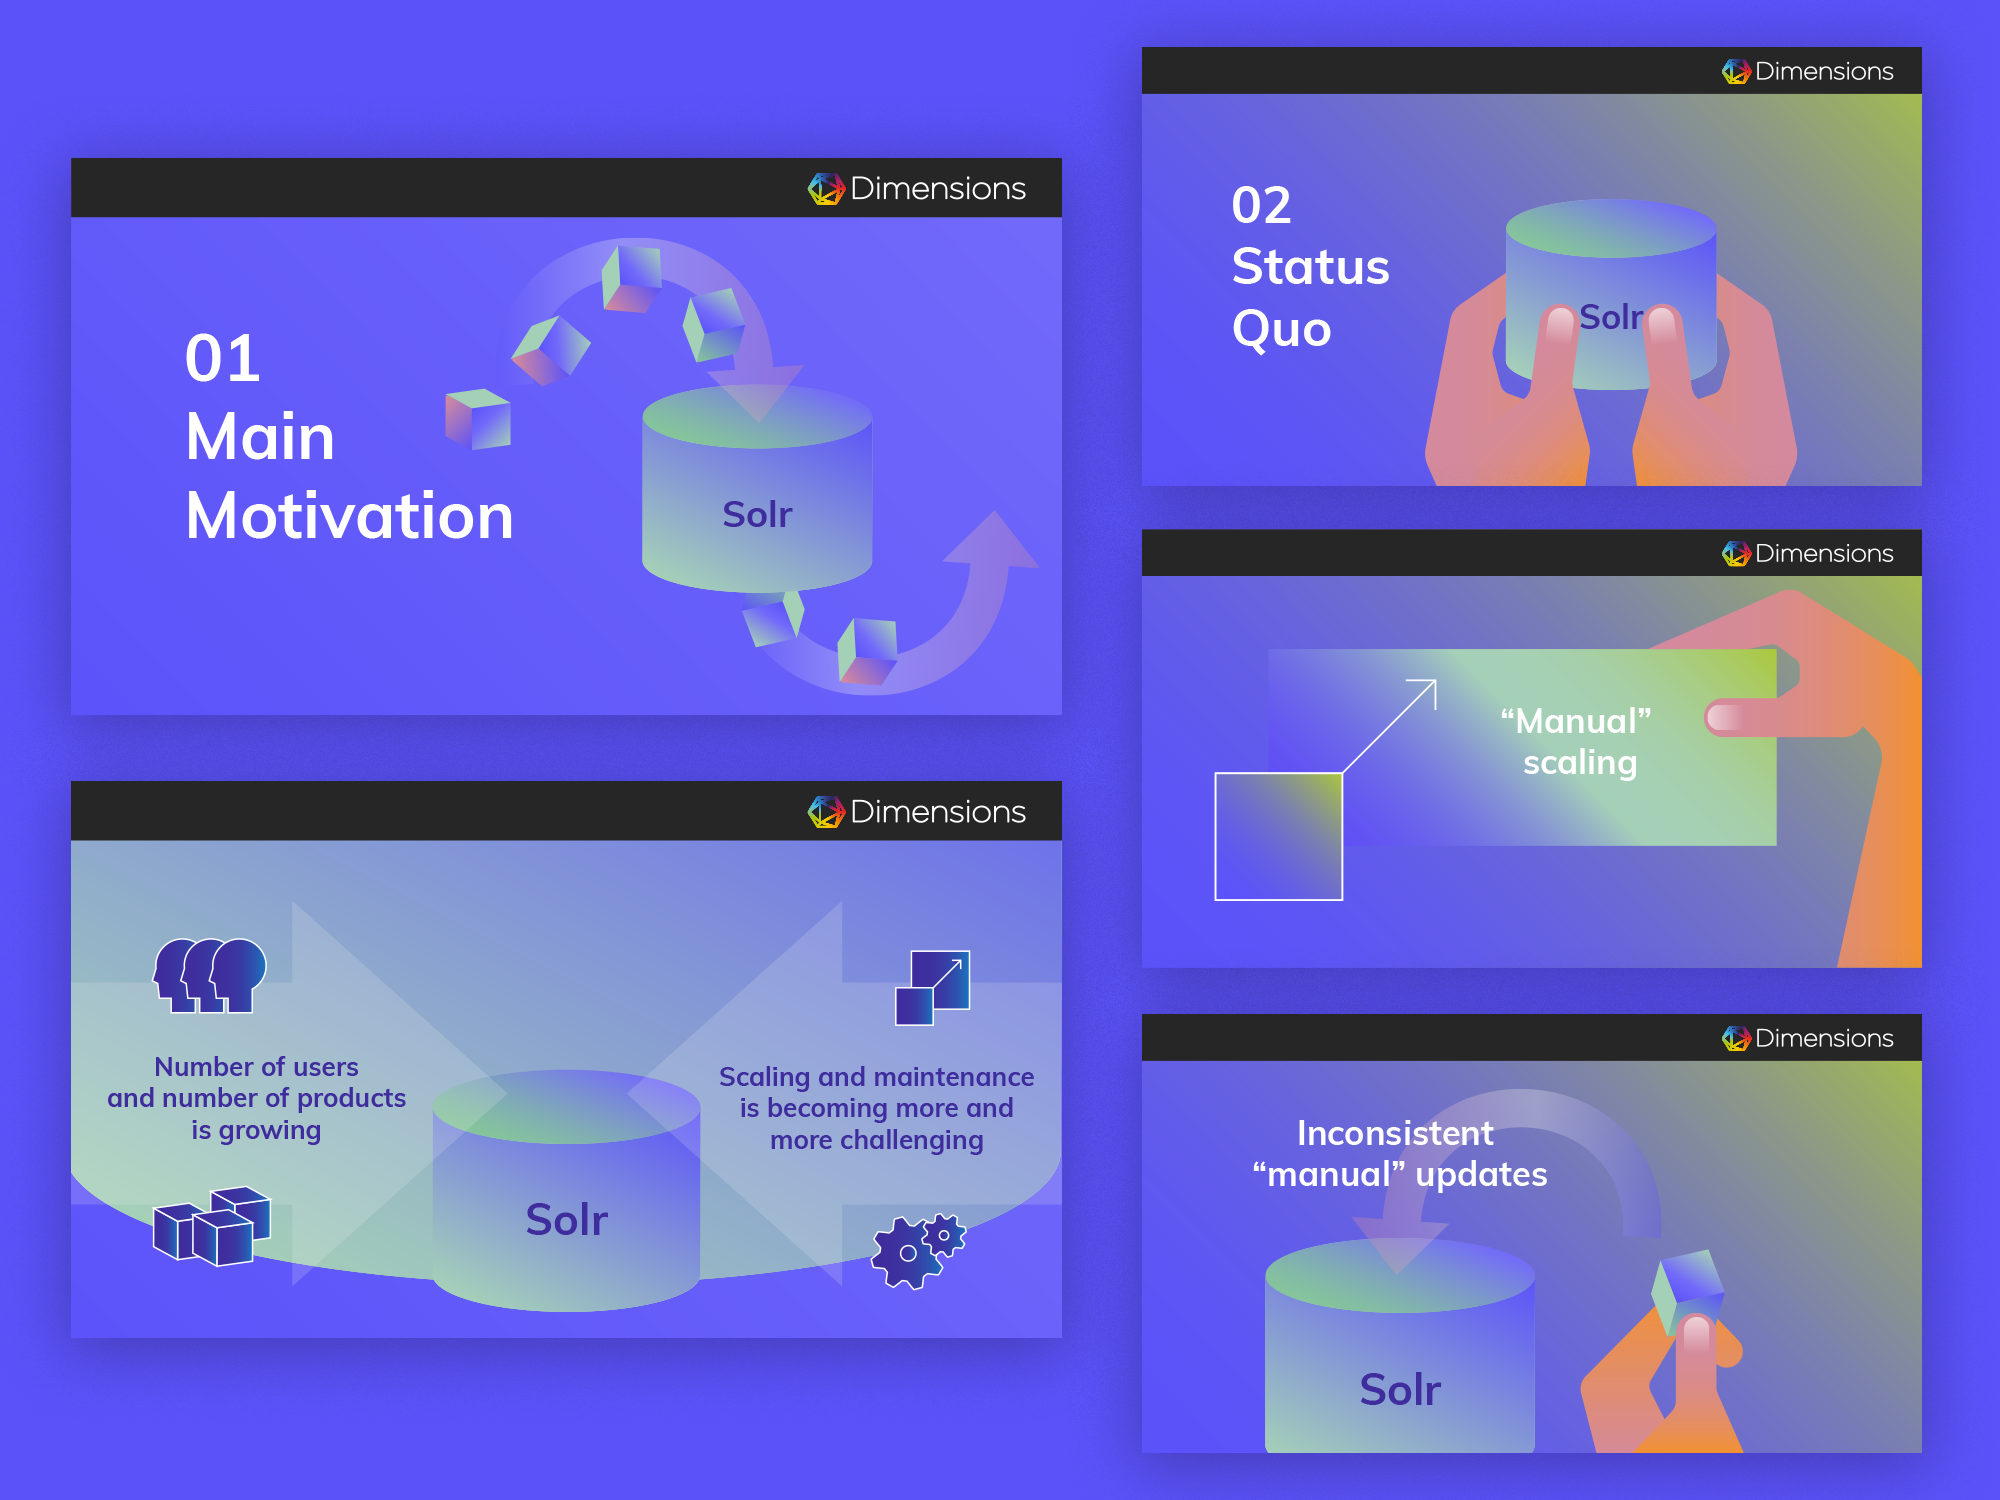 Dimensions
01
Main
Motivation
Solr
Dimensions
Number of users
and number of products
is growing
Scaling and maintenance
is becoming more and
more challenging
Solr
Dimensions
02
Status
Quo
Solr
Dimensions
“Manual”
scaling
Dimensions
Inconsistent
“manual” updates
Solr